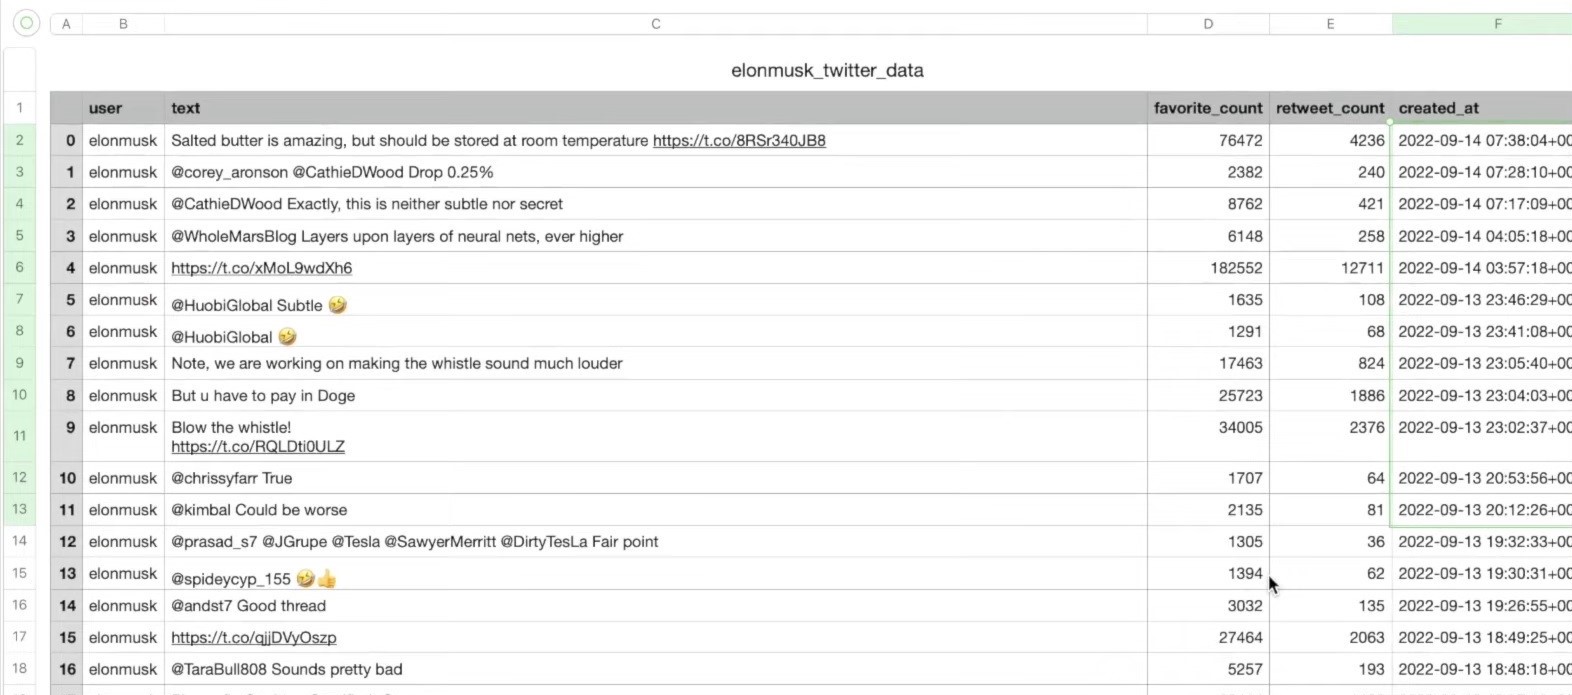 A B C D E F
elonmusk_twitter_data
1 user text favorite_count retweet_count created_at
2 0 elonmusk Salted butter is amazing, but should be stored at room temperature https://t.co/8RSr340JB8 76472 4236 2022-09-14 07:38:04+00
3 1 elonmusk @corey_aronson @CathieDWood Drop 0.25% 2382 240 2022-09-14 07:28:10+00
4 2 elonmusk @CathieDWood Exactly, this is neither subtle nor secret 8762 421 2022-09-14 07:17:09+00
5 3 elonmusk @WholeMarsBlog Layers upon layers of neural nets, ever higher 6148 258 2022-09-14 04:05:18+00
6 4 elonmusk https://t.co/xMoL9wdXh6 182552 12711 2022-09-14 03:57:18+00
7 5 elonmusk @HuobiGlobal Subtle 🤣 1635 108 2022-09-13 23:46:29+00
8 6 elonmusk @HuobiGlobal 🤣 1291 68 2022-09-13 23:41:08+00
9 7 elonmusk Note, we are working on making the whistle sound much louder 17463 824 2022-09-13 23:05:40+00
10 8 elonmusk But u have to pay in Doge 25723 1886 2022-09-13 23:04:03+00
11 9 elonmusk Blow the whistle! 34005 2376 2022-09-13 23:02:37+00
https://t.co/RQLDti0ULZ
12 10 elonmusk @chrissyfarr True 1707 64 2022-09-13 20:53:56+00
13 11 elonmusk @kimbal Could be worse 2135 81 2022-09-13 20:12:26+00
14 12 elonmusk @prasad_s7 @JGrupe @Tesla @SawyerMerritt @DirtyTesLa Fair point 1305 36 2022-09-13 19:32:33+00
15 13 elonmusk @spideycyp_155 🤣👍 1394 62 2022-09-13 19:30:31+00
16 14 elonmusk @andst7 Good thread 3032 135 2022-09-13 19:26:55+00
17 15 elonmusk https://t.co/qjjDVyOszp 27464 2063 2022-09-13 18:49:25+00
18 16 elonmusk @TaraBull808 Sounds pretty bad 5257 193 2022-09-13 18:48:18+00